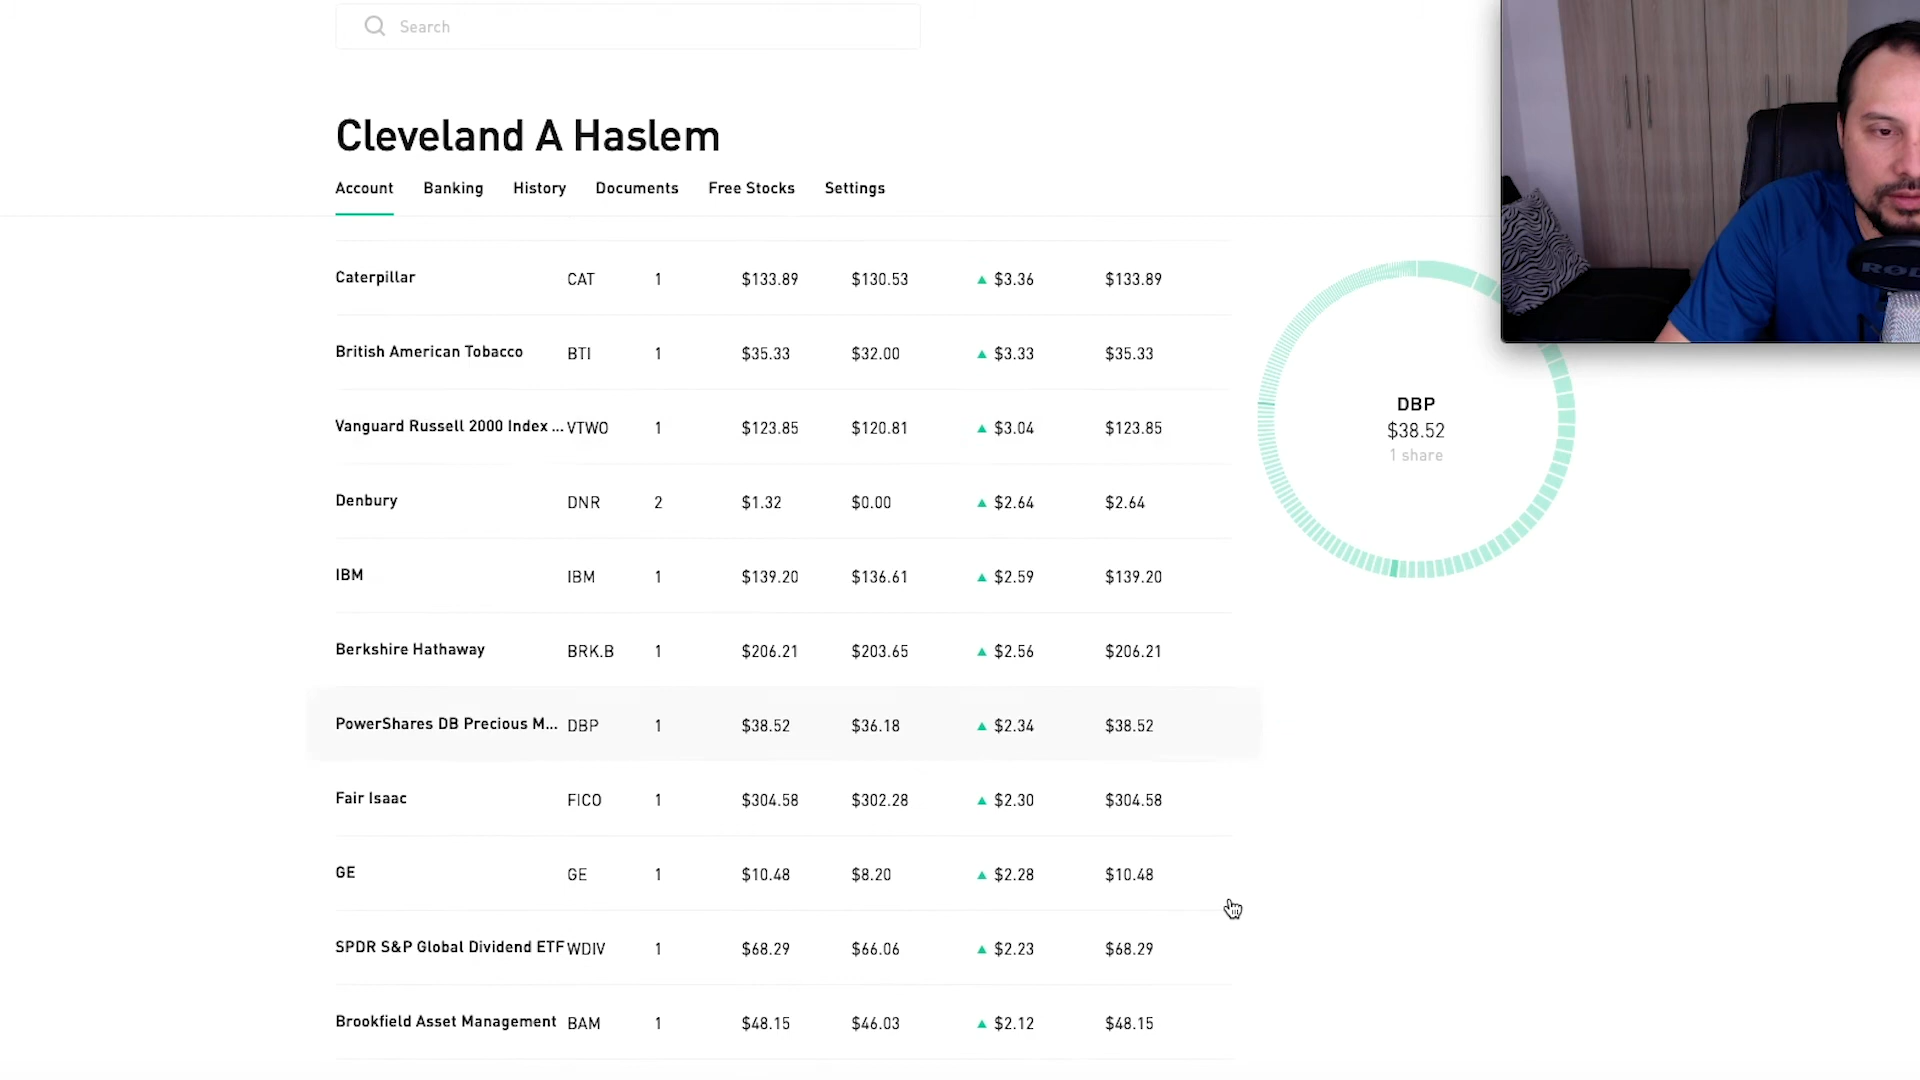 Search
Cleveland A Haslem
Account Banking History Documents Free Stocks Settings
Caterpillar CAT 1 $133.89 $130.53 ▲ $3.36 $133.89
British American Tobacco BTI 1 $35.33 $32.00 ▲ $3.33 $35.33
Vanguard Russell 2000 Index ... VTWO 1 $123.85 $120.81 ▲ $3.04 $123.85
Denbury DNR 2 $1.32 $0.00 ▲ $2.64 $2.64
IBM IBM 1 $139.20 $136.61 ▲ $2.59 $139.20
Berkshire Hathaway BRK.B 1 $206.21 $203.65 ▲ $2.56 $206.21
PowerShares DB Precious M... DBP 1 $38.52 $36.18 ▲ $2.34 $38.52
Fair Isaac FICO 1 $304.58 $302.28 ▲ $2.30 $304.58
GE GE 1 $10.48 $8.20 ▲ $2.28 $10.48
SPDR S&P Global Dividend ETF WDIV 1 $68.29 $66.06 ▲ $2.23 $68.29
Brookfield Asset Management BAM 1 $48.15 $46.03 ▲ $2.12 $48.15
DBP
$38.52
1 share